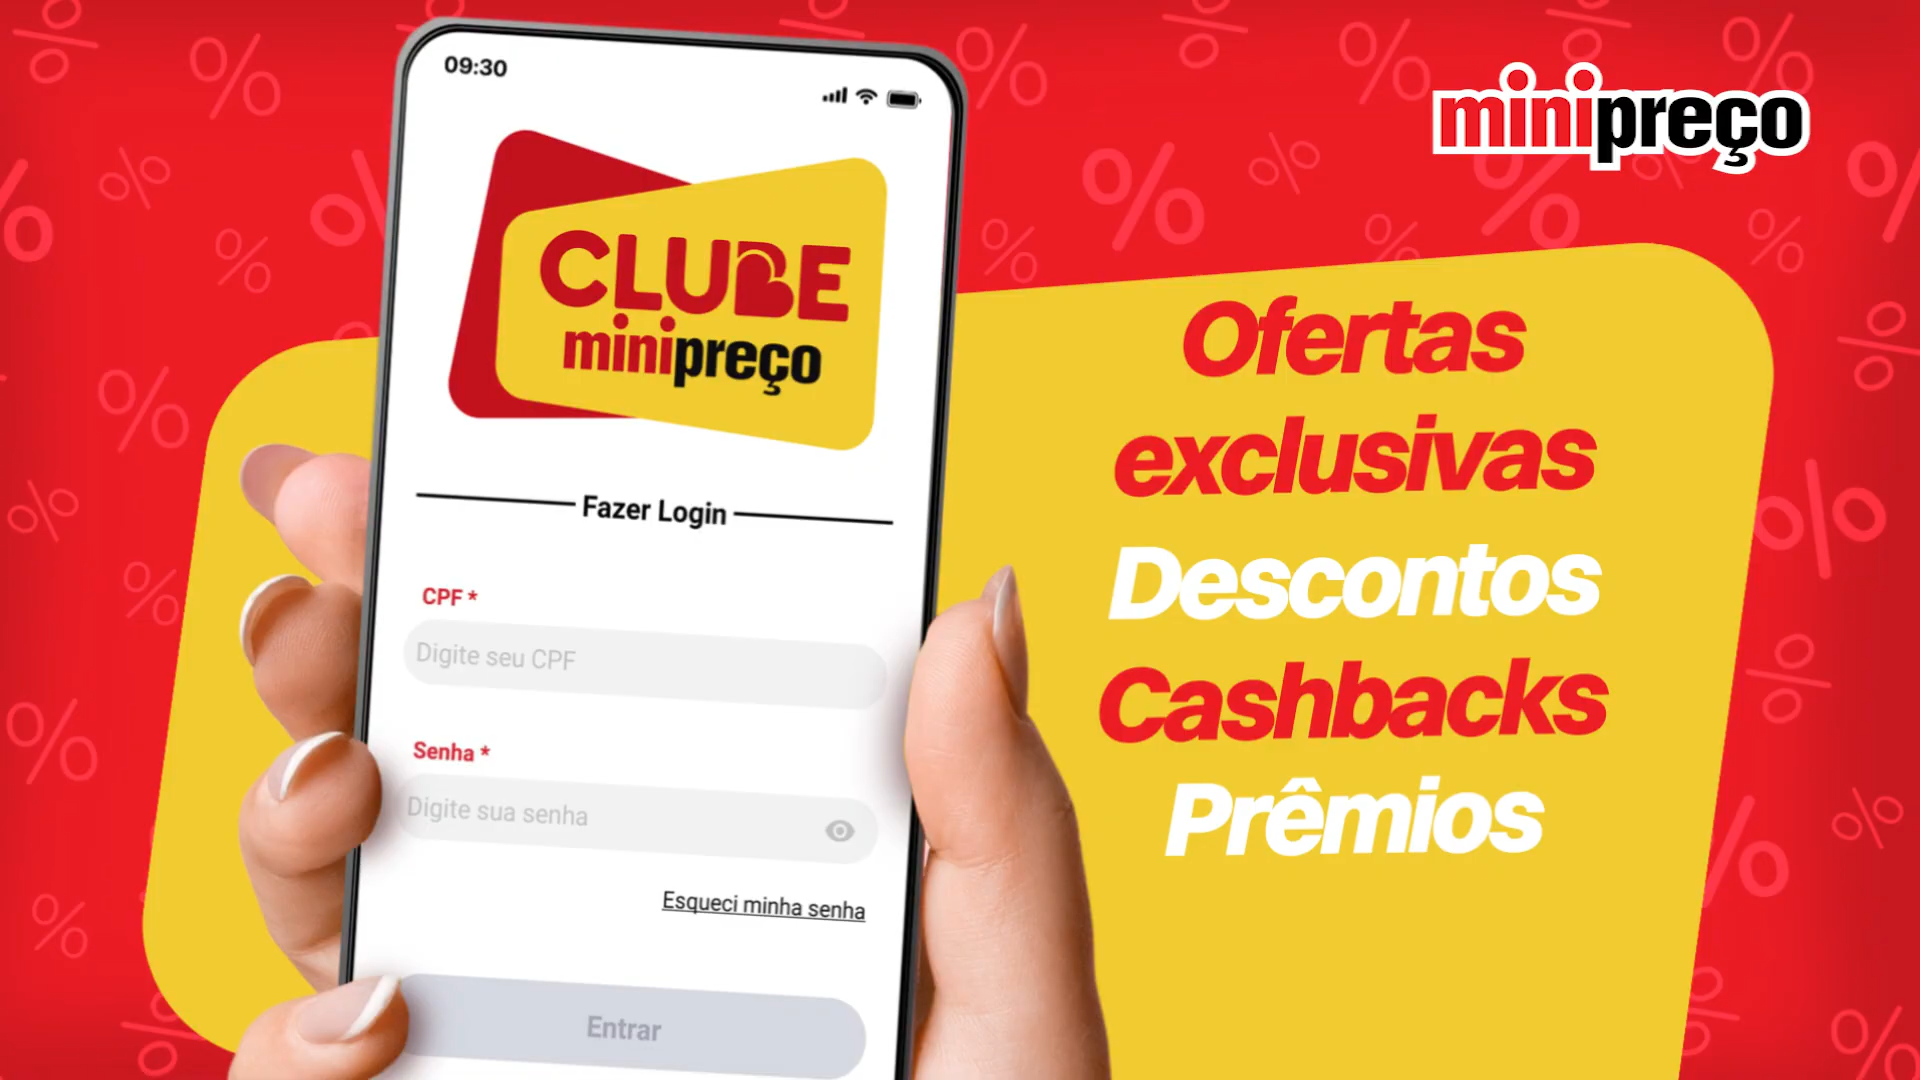 09:30
CLUBE
minipreço
Fazer Login
CPF *
Digite seu CPF
Senha *
Digite sua senha
Esqueci minha senha
Entrar
minipreço
Ofertas
exclusivas
Descontos
Cashbacks
Prêmios